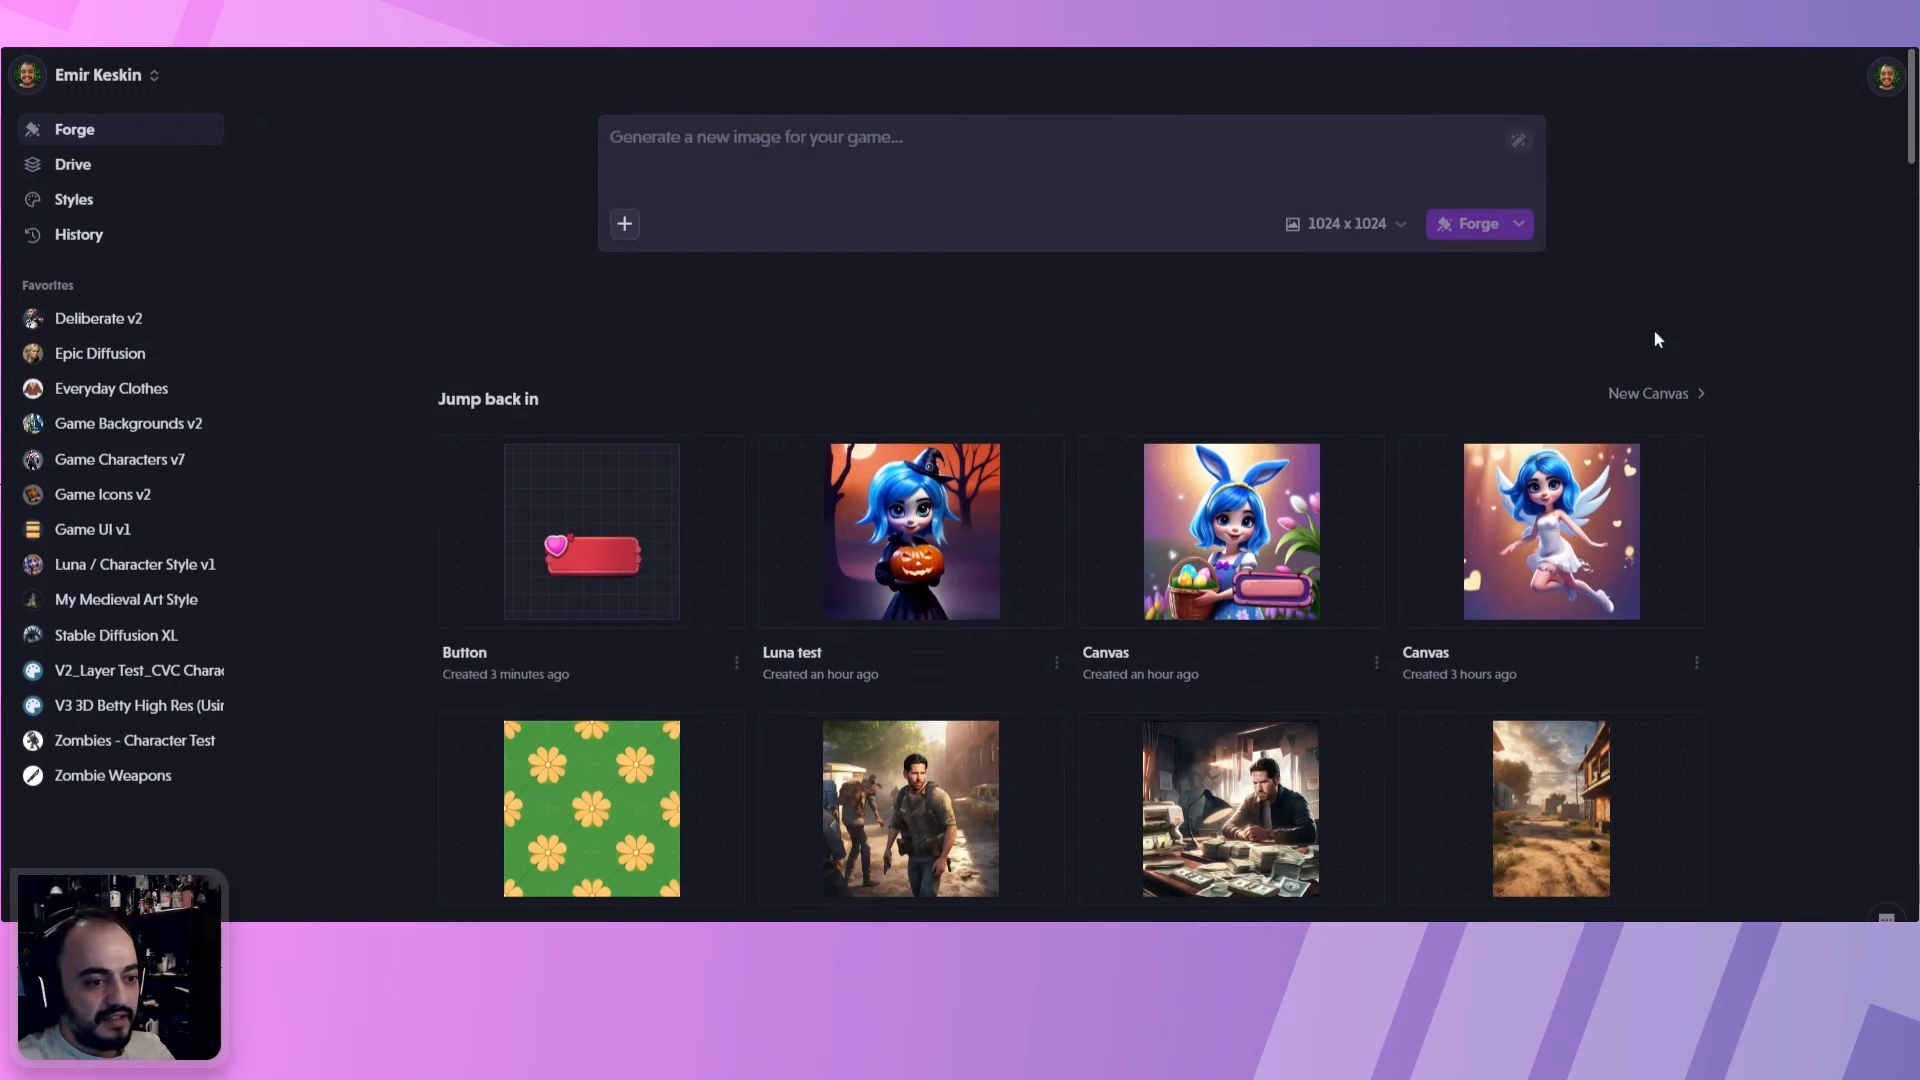 Emir Keskin
Forge
Drive
Styles
History
Favorites
Deliberate v2
Epic Diffusion
Everyday Clothes
Game Backgrounds v2
Game Characters v7
Game Icons v2
Game UI v1
Luna / Character Style v1
My Medieval Art Style
Stable Diffusion XL
V2_Layer Test_CVC Charac
V3 3D Betty High Res (Usin
Zombies - Character Test
Zombie Weapons
Generate a new image for your game...
1024 x 1024
Forge
Jump back in
New Canvas
Button
Created 3 minutes ago
Luna test
Created an hour ago
Canvas
Created an hour ago
Canvas
Created 3 hours ago